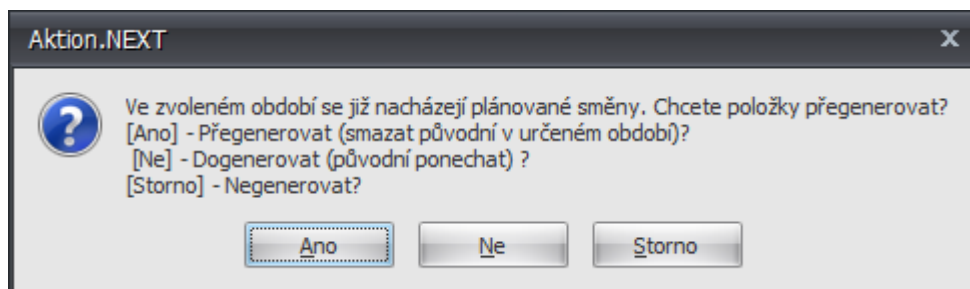 Aktion.NEXT
x
Ve zvoleném období se již nacházejí plánované směny. Chcete položky přegenerovat?
[Ano] - Přegenerovat (smazat původní v určeném období)?
[Ne] - Dogenerovat (původní ponechat) ?
[Storno] - Negenerovat?
Ano Ne Storno